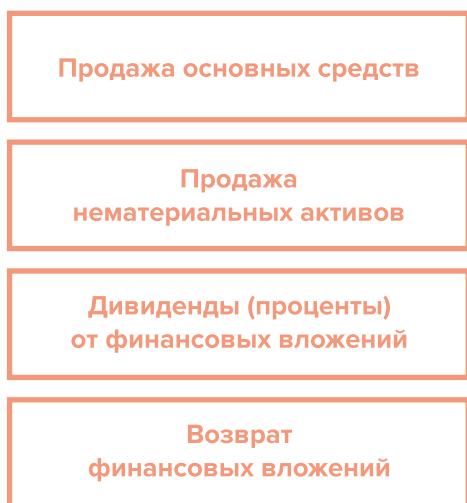 Продажа основных средств
Продажа
нематериальных активов
Дивиденды (проценты)
от финансовых вложений
Возврат
финансовых вложений